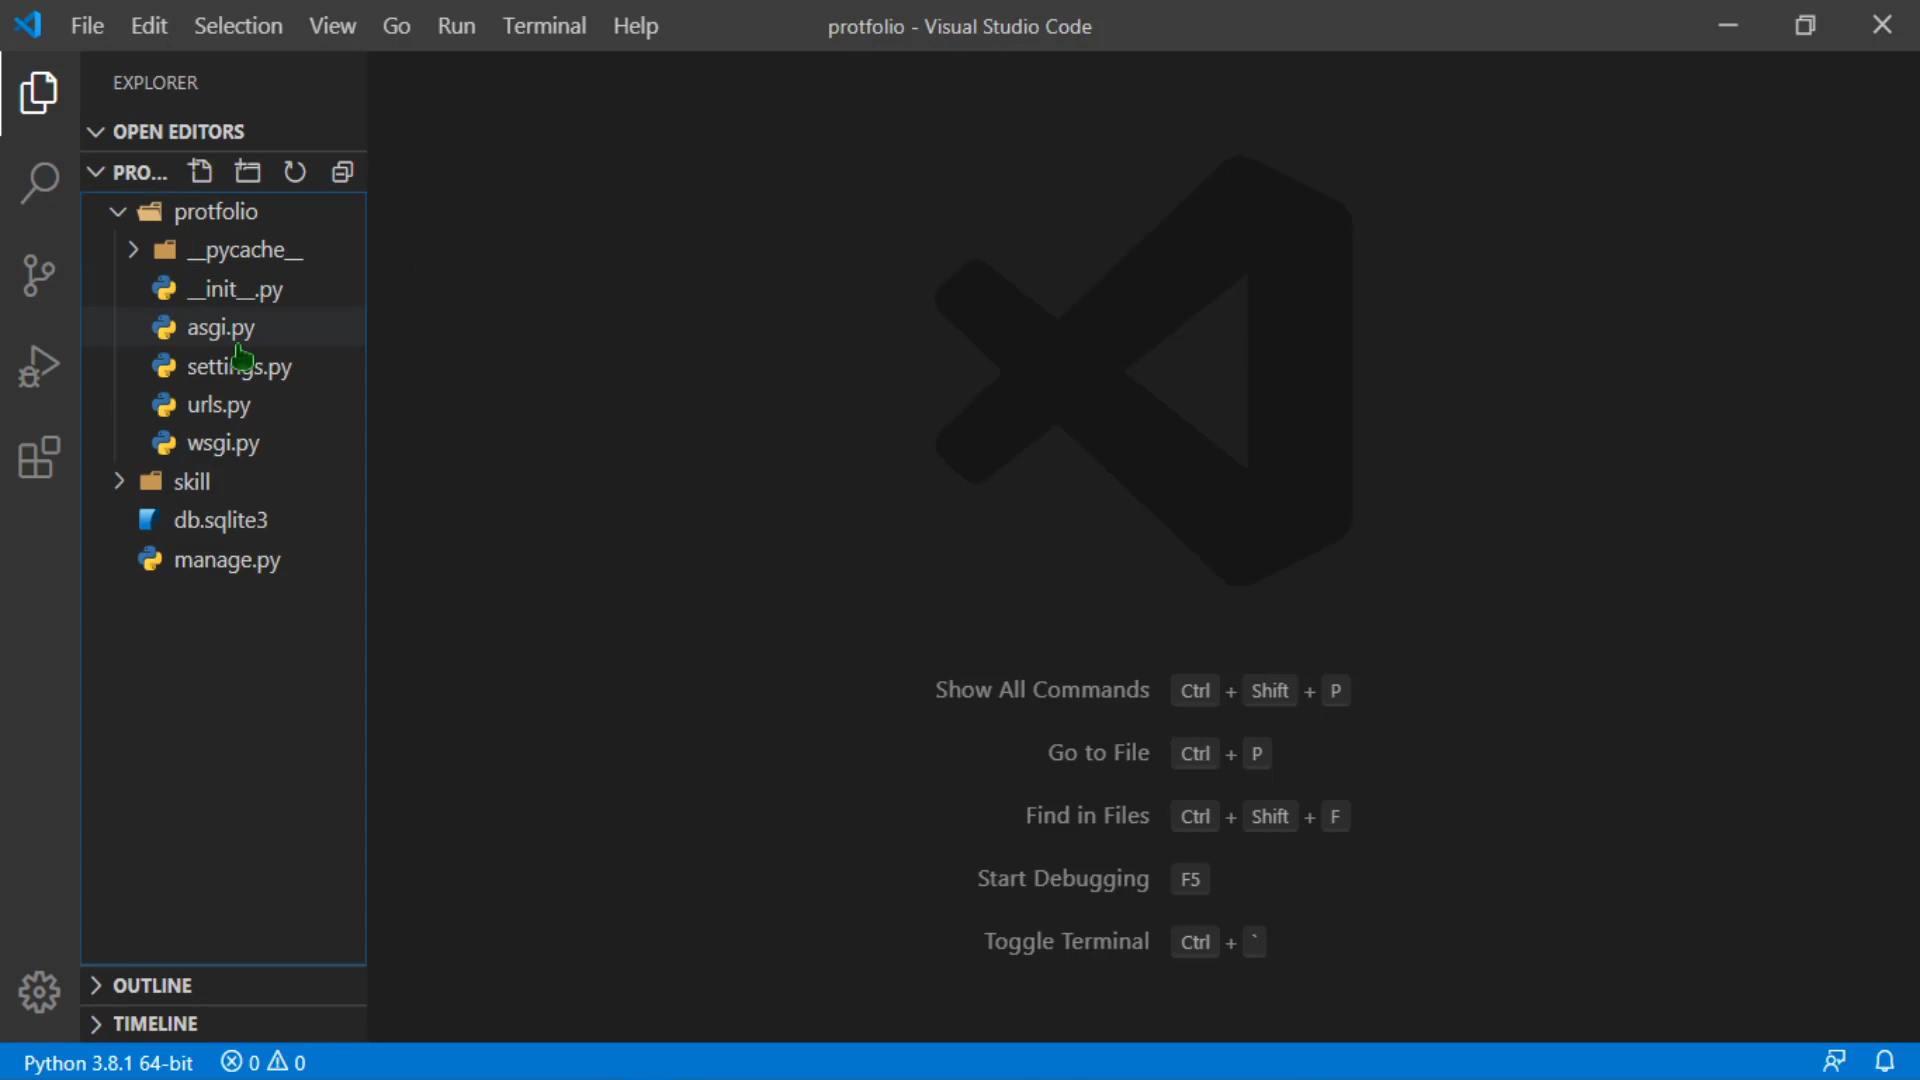 File Edit Selection View Go Run Terminal Help protfolio - Visual Studio Code
EXPLORER
OPEN EDITORS
PRO...
protfolio
__pycache__
__init__.py
asgi.py
settings.py
urls.py
wsgi.py
skill
db.sqlite3
manage.py
Show All Commands Ctrl + Shift + P
Go to File Ctrl + P
Find in Files Ctrl + Shift + F
Start Debugging F5
Toggle Terminal Ctrl + `
OUTLINE
TIMELINE
Python 3.8.1 64-bit 0 0